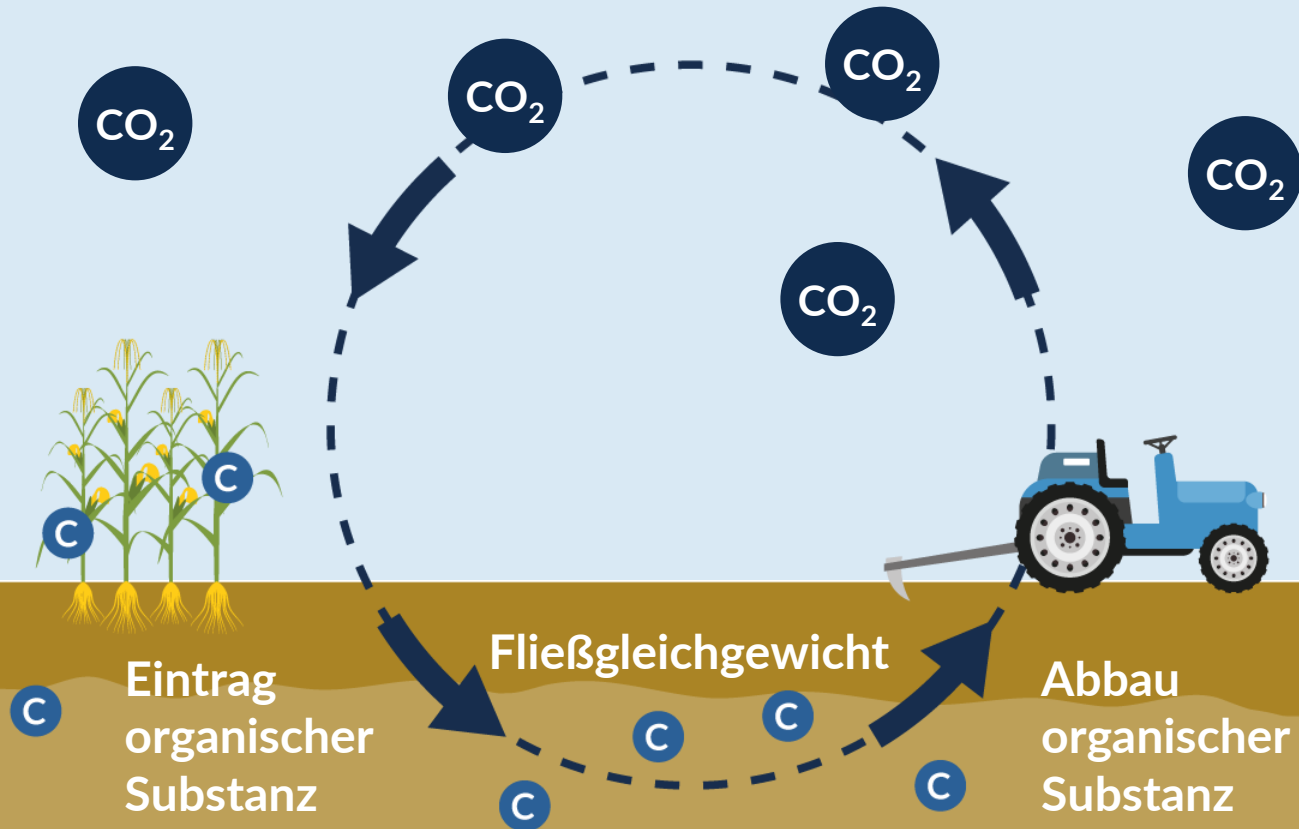 CO₂
CO₂
CO₂
CO₂
CO₂
C
C
Fließgleichgewicht
Eintrag
organischer
Substanz
Abbau
organischer
Substanz
C
C
C
C
C